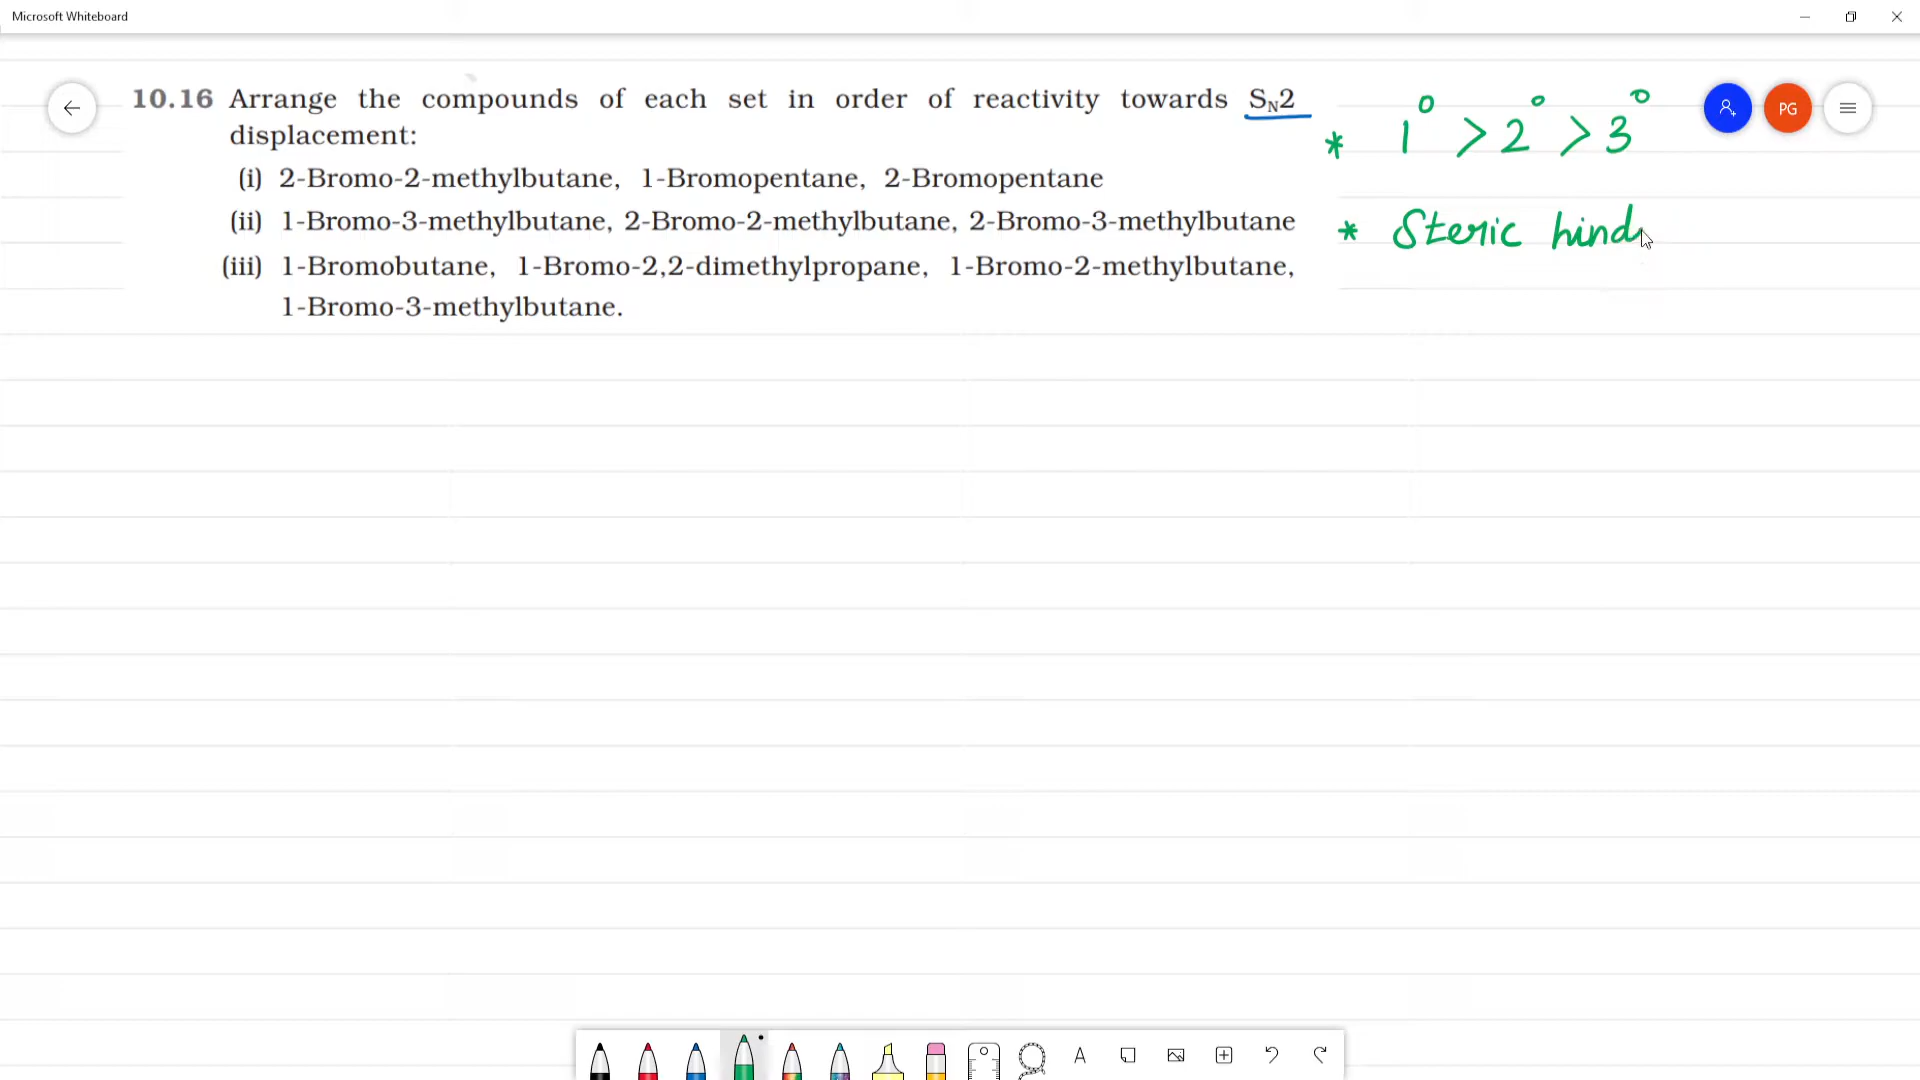 Microsoft Whiteboard
10.16 Arrange the compounds of each set in order of reactivity towards SN2
displacement:
(i) 2-Bromo-2-methylbutane, 1-Bromopentane, 2-Bromopentane
(ii) 1-Bromo-3-methylbutane, 2-Bromo-2-methylbutane, 2-Bromo-3-methylbutane
(iii) 1-Bromobutane, 1-Bromo-2,2-dimethylpropane, 1-Bromo-2-methylbutane,
1-Bromo-3-methylbutane.
* 1° > 2° > 3°
* Steric hind
PG
A